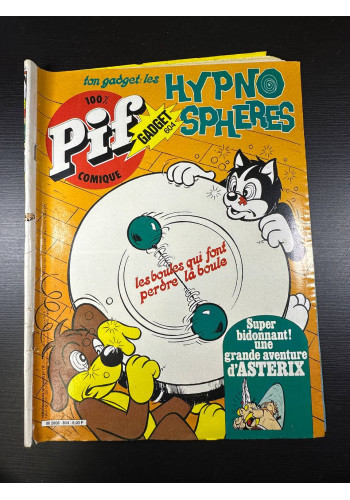 ton gadget: les HYPNO
SPHERES
100%
Pif
GADGET
604
COMIQUE
les boules qui font
perdre la boule
Super
bidonnant!
une
grande aventure
d'ASTERIX